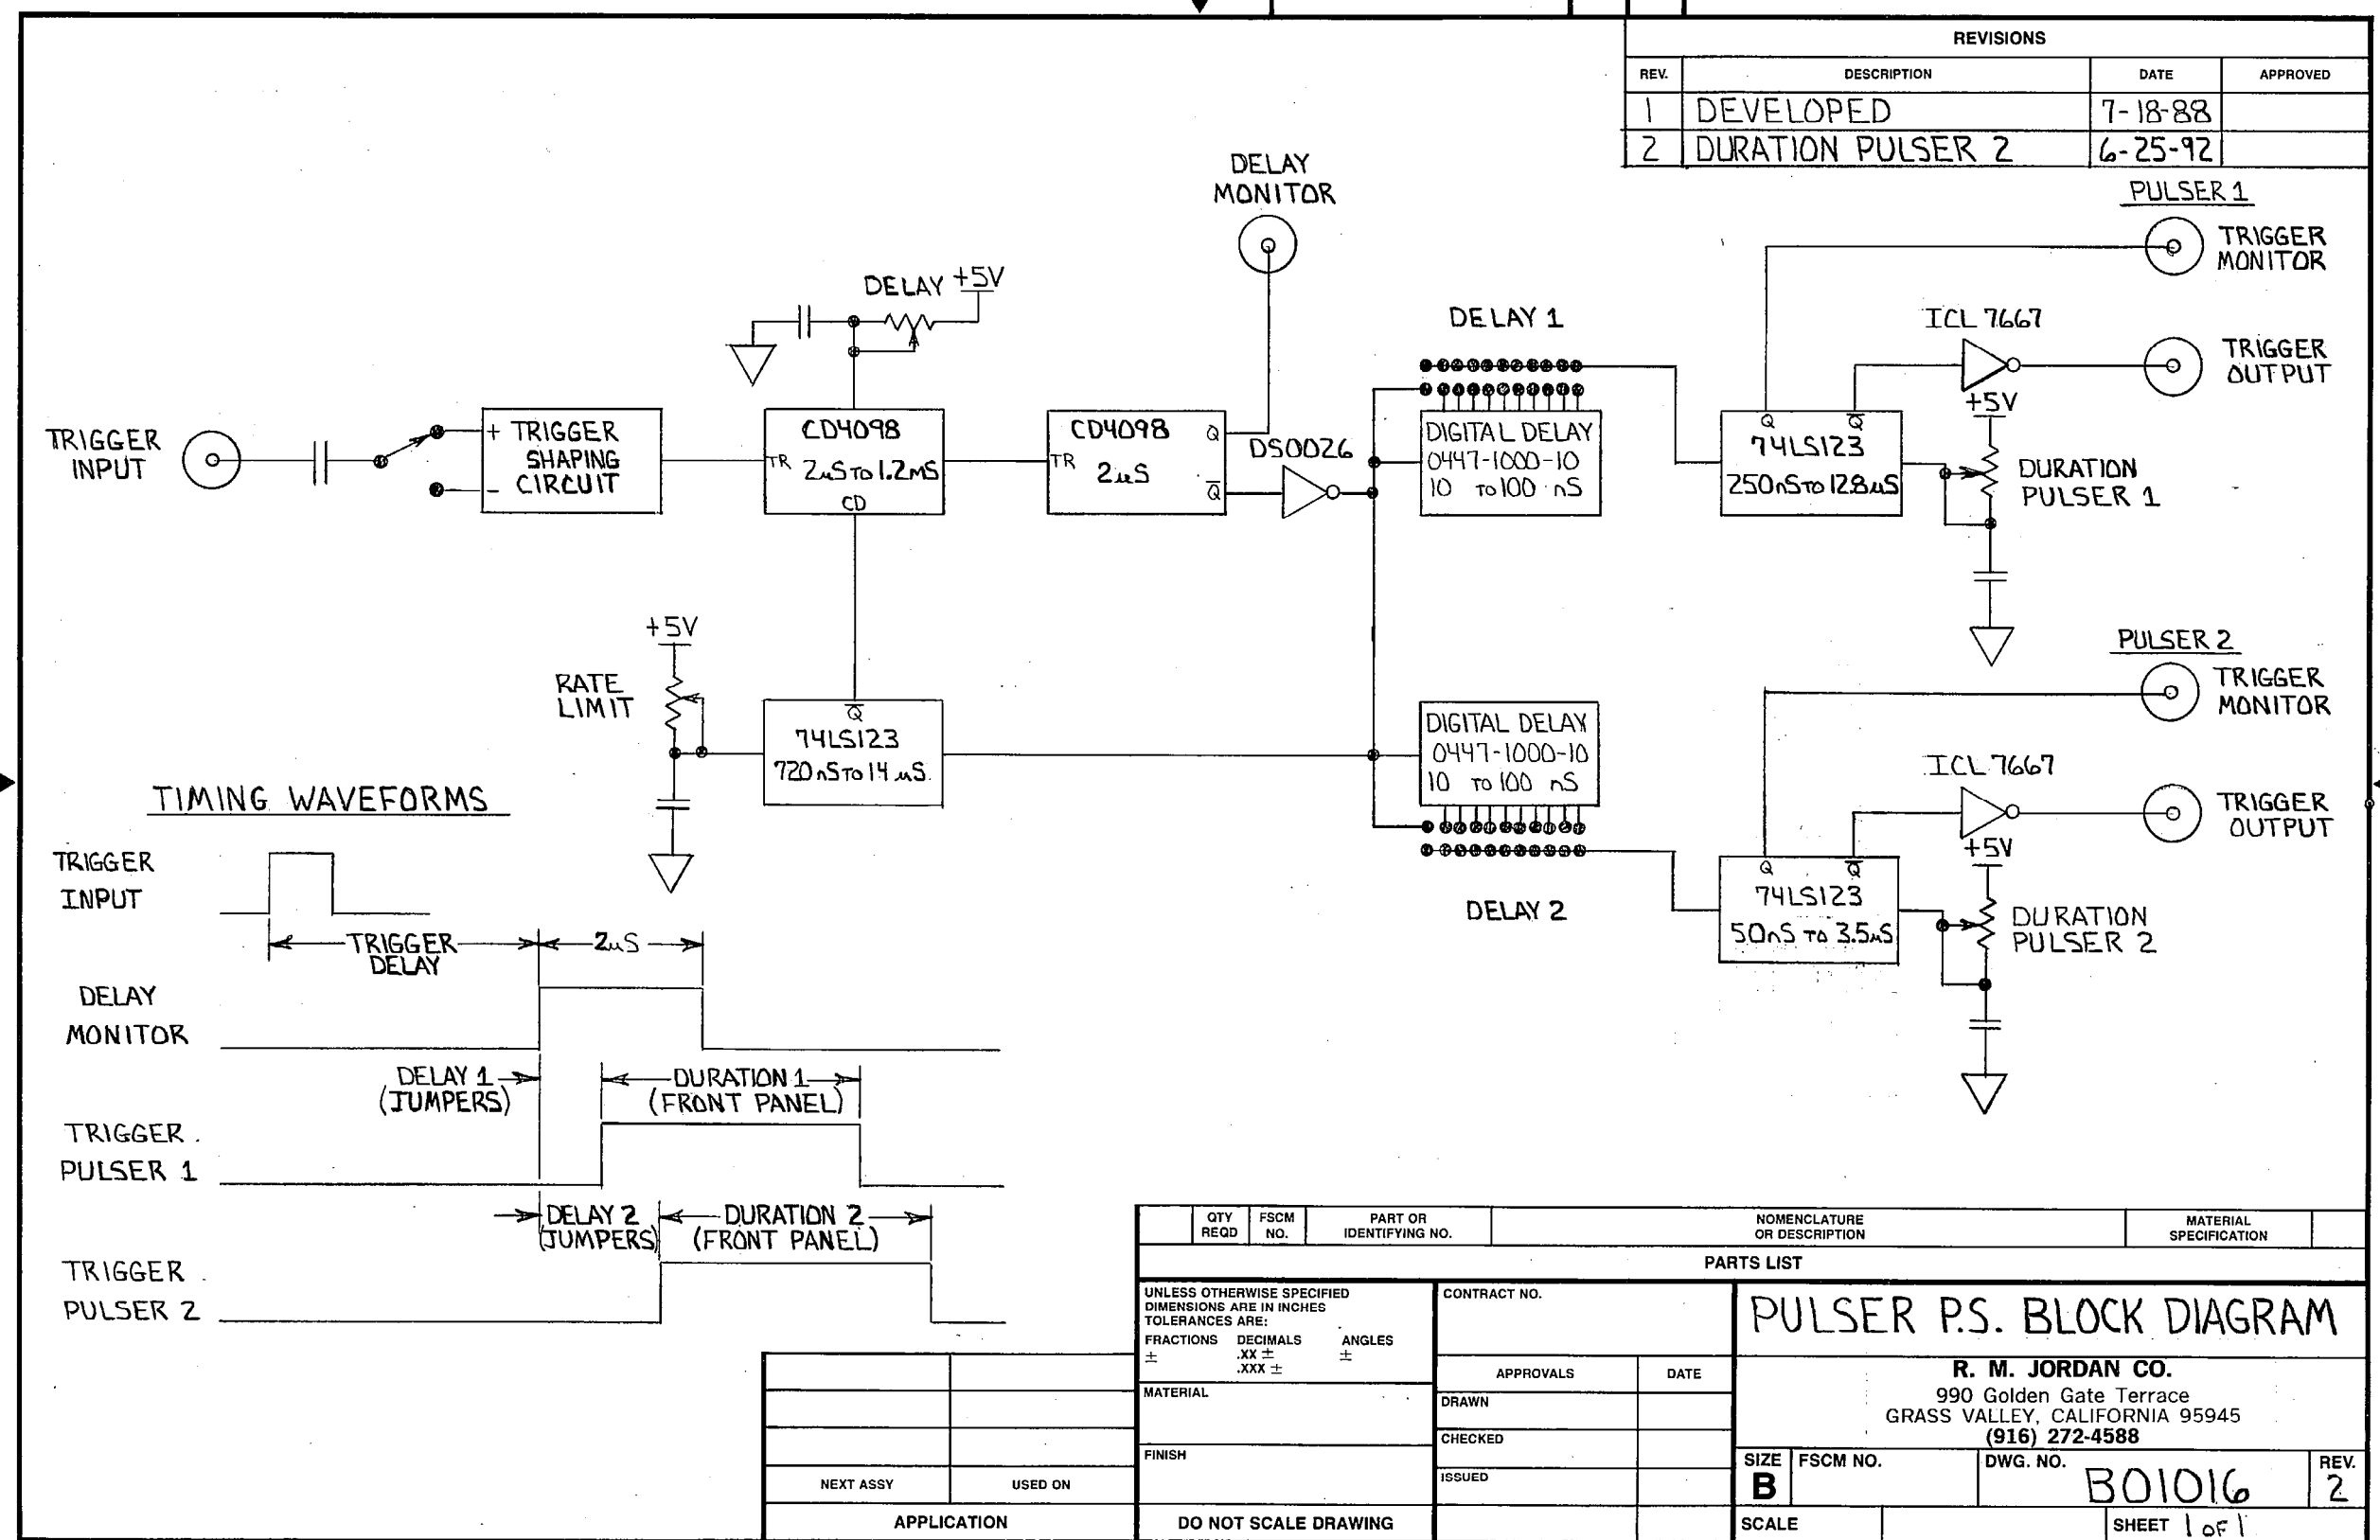 REVISIONS
REV. DESCRIPTION DATE APPROVED
1 DEVELOPED 7-18-88
2 DURATION PULSER 2 6-25-92
DELAY
MONITOR
PULSER 1
TRIGGER
MONITOR
DELAY +5V
DELAY 1
ICL 7667
TRIGGER
OUTPUT
TRIGGER
INPUT
+ TRIGGER
SHAPING
- CIRCUIT
CD4098
TR 2uS TO 1.2MS
CD
CD4098 Q
TR 2uS
Q̅
DS0026
DIGITAL DELAY
0447-1000-10
10 TO 100 nS
Q Q̅
74LS123
250nS TO 12.8uS
+5V
DURATION
PULSER 1
+5V
RATE
LIMIT
Q̅
74LS123
720nS TO 14uS
DIGITAL DELAY
0447-1000-10
10 TO 100 nS
DELAY 2
PULSER 2
TRIGGER
MONITOR
ICL 7667
TRIGGER
OUTPUT
Q Q̅
74LS123
50nS TO 3.5uS
+5V
DURATION
PULSER 2
TIMING WAVEFORMS
TRIGGER
INPUT
TRIGGER
DELAY
2uS
DELAY
MONITOR
DELAY 1
(JUMPERS)
DURATION 1
(FRONT PANEL)
TRIGGER
PULSER 1
DELAY 2
(JUMPERS)
DURATION 2
(FRONT PANEL)
TRIGGER
PULSER 2
QTY
REQD
FSCM
NO.
PART OR
IDENTIFYING NO.
NOMENCLATURE
OR DESCRIPTION
MATERIAL
SPECIFICATION
PARTS LIST
UNLESS OTHERWISE SPECIFIED
DIMENSIONS ARE IN INCHES
TOLERANCES ARE:
FRACTIONS DECIMALS ANGLES
± .XX ± ±
.XXX ±
MATERIAL
FINISH
CONTRACT NO.
APPROVALS DATE
DRAWN
CHECKED
ISSUED
PULSER P.S. BLOCK DIAGRAM
R. M. JORDAN CO.
990 Golden Gate Terrace
GRASS VALLEY, CALIFORNIA 95945
(916) 272-4588
SIZE
B
FSCM NO.
DWG. NO.
B01016
REV.
2
NEXT ASSY USED ON
APPLICATION
DO NOT SCALE DRAWING
SCALE
SHEET 1 OF 1